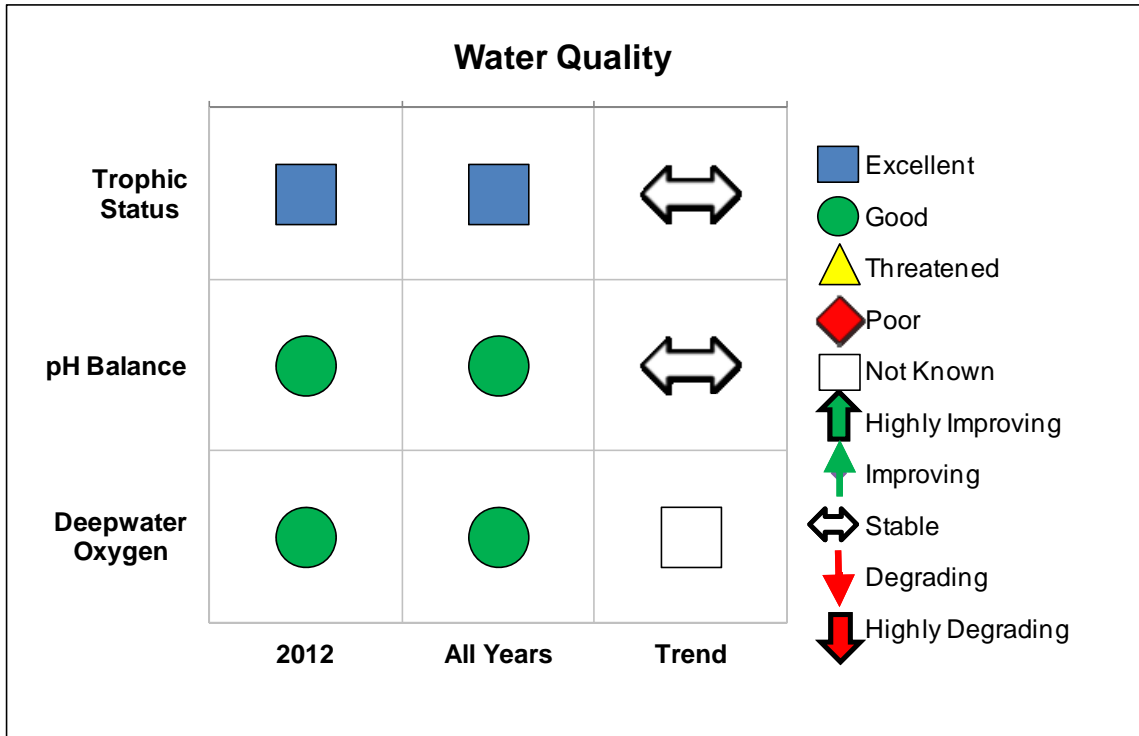 Water Quality
Trophic
Status
pH Balance
Deepwater
Oxygen
2012
All Years
Trend
Excellent
Good
Threatened
Poor
Not Known
Highly Improving
Improving
Stable
Degrading
Highly Degrading